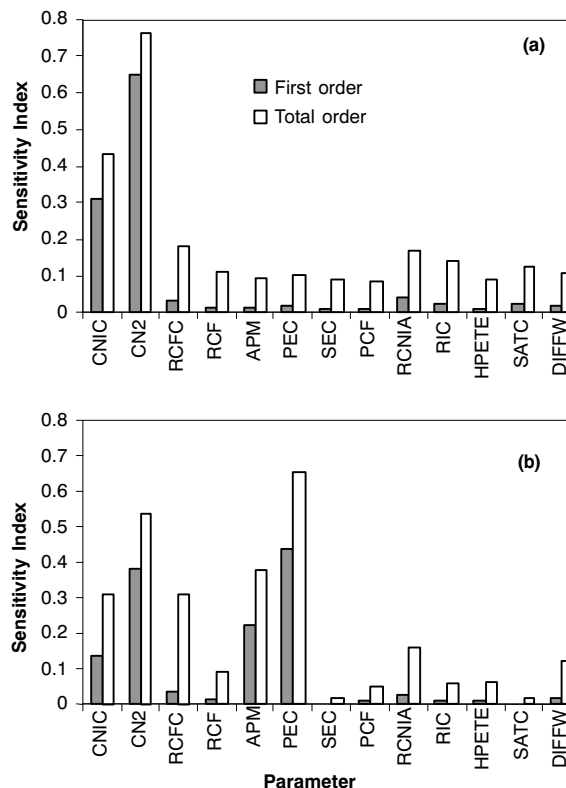 (a)
First order
Total order
Sensitivity Index
0.8
0.7
0.6
0.5
0.4
0.3
0.2
0.1
0
CNIC
CN2
RCFC
RCF
APM
PEC
SEC
PCF
RCNIA
RIC
HPETE
SATC
DIFFW
(b)
Sensitivity Index
0.8
0.7
0.6
0.5
0.4
0.3
0.2
0.1
0
CNIC
CN2
RCFC
RCF
APM
PEC
SEC
PCF
RCNIA
RIC
HPETE
SATC
DIFFW
Parameter